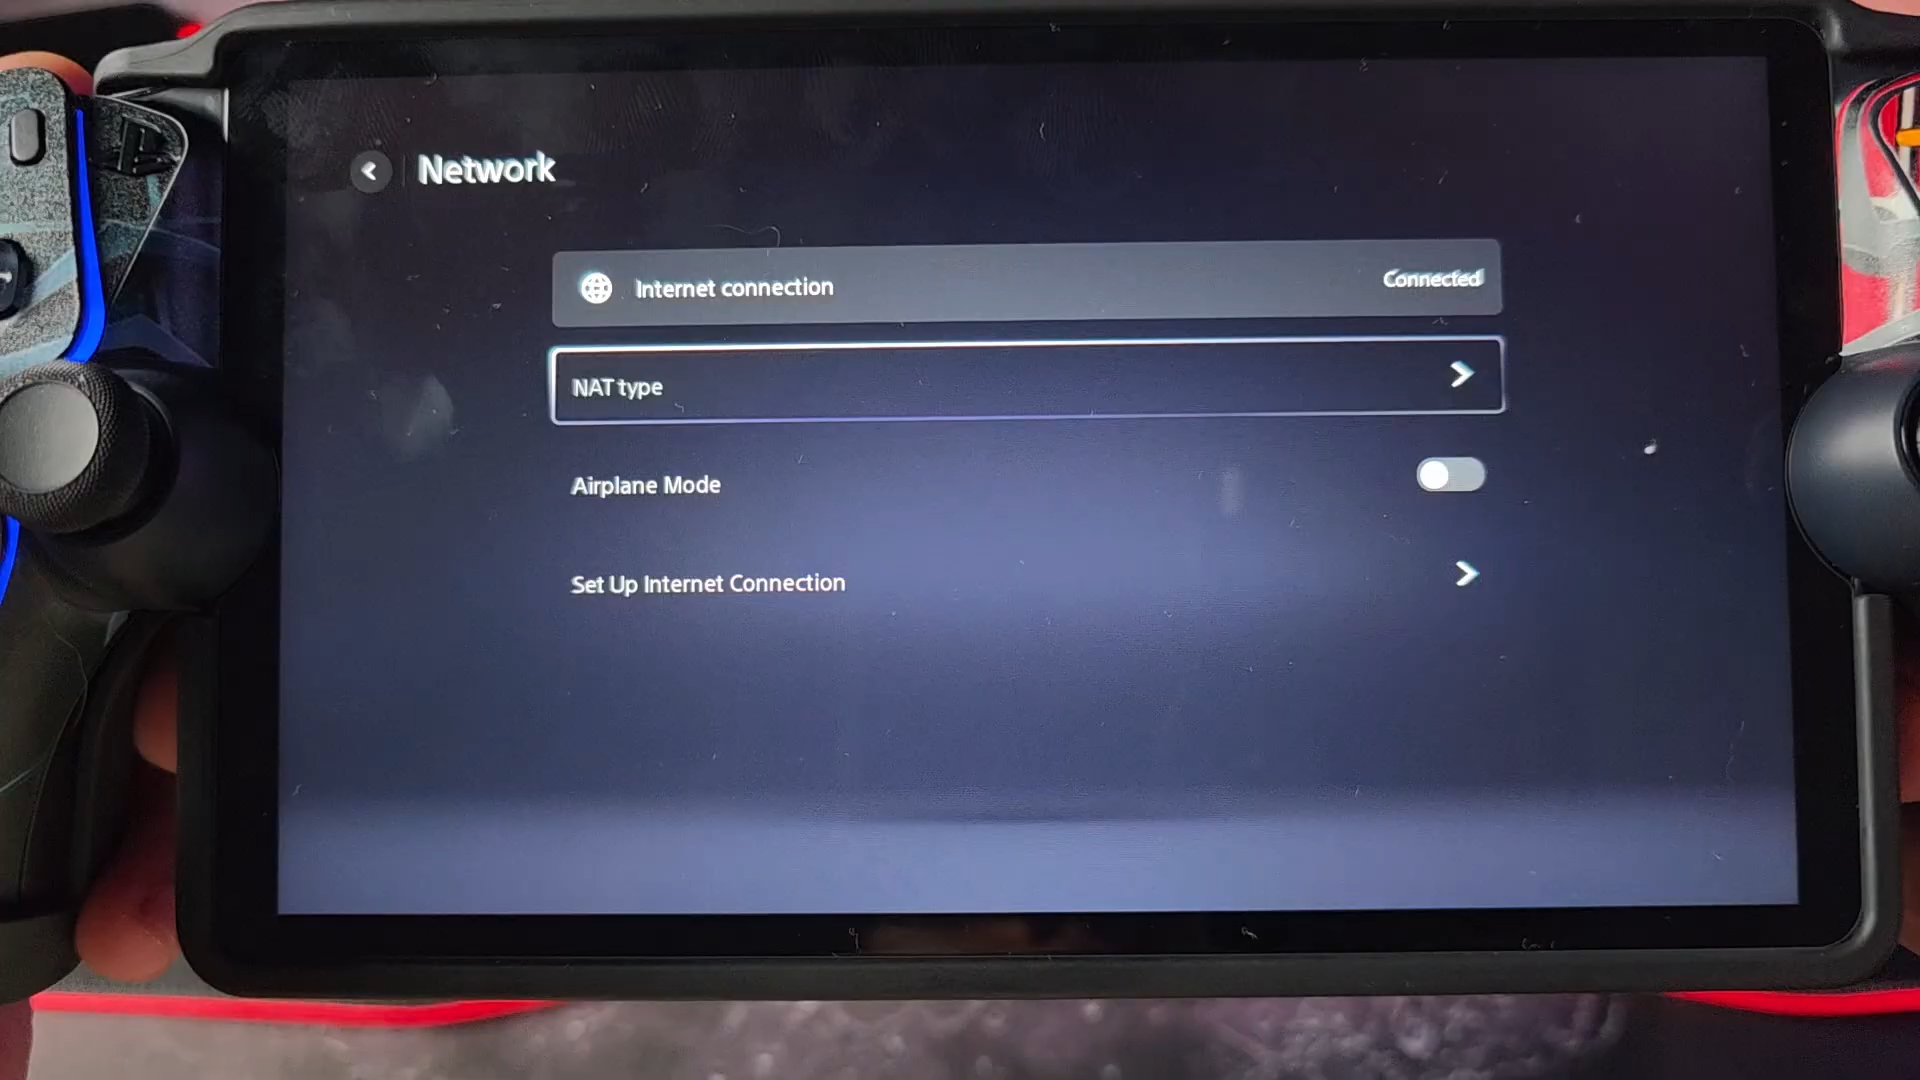 Network
Internet connection
Connected
NAT type
Airplane Mode
Set Up Internet Connection